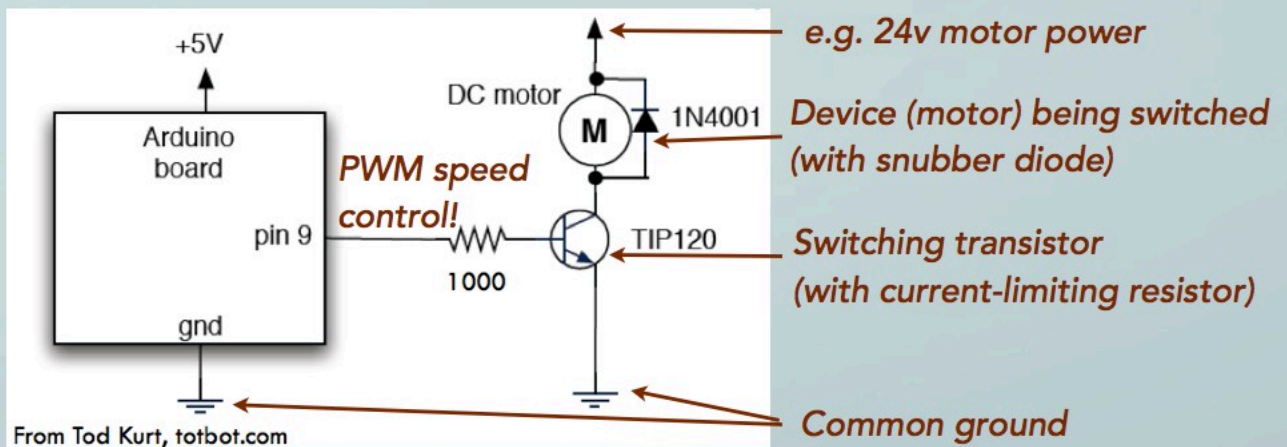 +5V
Arduino
board
pin 9
gnd
PWM speed
control!
1000
DC motor
M
1N4001
TIP120
e.g. 24v motor power
Device (motor) being switched
(with snubber diode)
Switching transistor
(with current-limiting resistor)
Common ground
From Tod Kurt, totbot.com